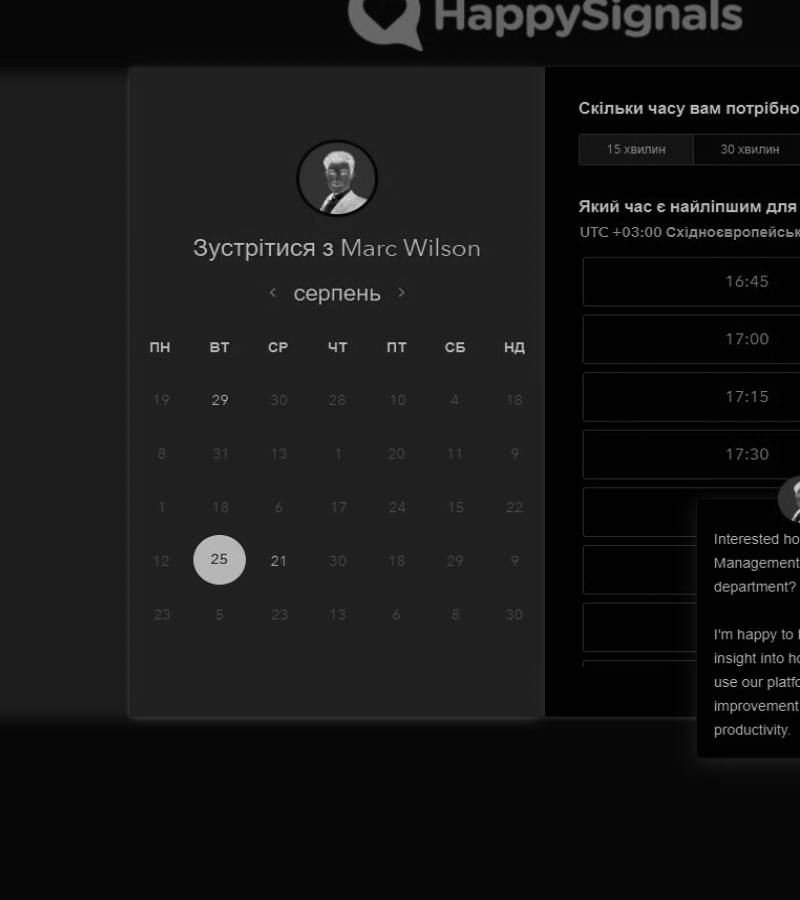 HappySignals
Зустрітися з Marc Wilson
серпень
ПН ВТ СР ЧТ ПТ СБ НД
19 29 30 28 10 4 18
8 31 13 1 20 11 9
1 18 6 17 24 15 22
12 25 21 30 18 29 9
23 5 23 13 6 8 30
Скільки часу вам потрібно
15 хвилин 30 хвилин
Який час є найліпшим для
UTC +03:00 Східноєвропейськ
16:45
17:00
17:15
17:30
Interested ho
Management
department?
I'm happy to
insight into ho
use our platfo
improvement
productivity.